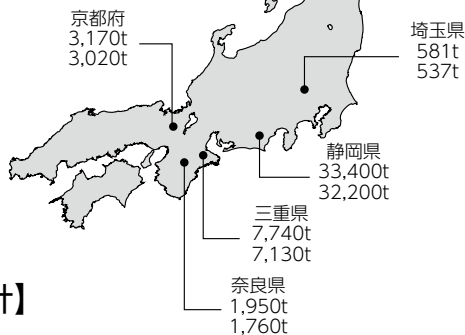 京都府
3,170t
3,020t
埼玉県
581t
537t
静岡県
33,400t
32,200t
三重県
7,740t
7,130t
奈良県
1,950t
1,760t
計】